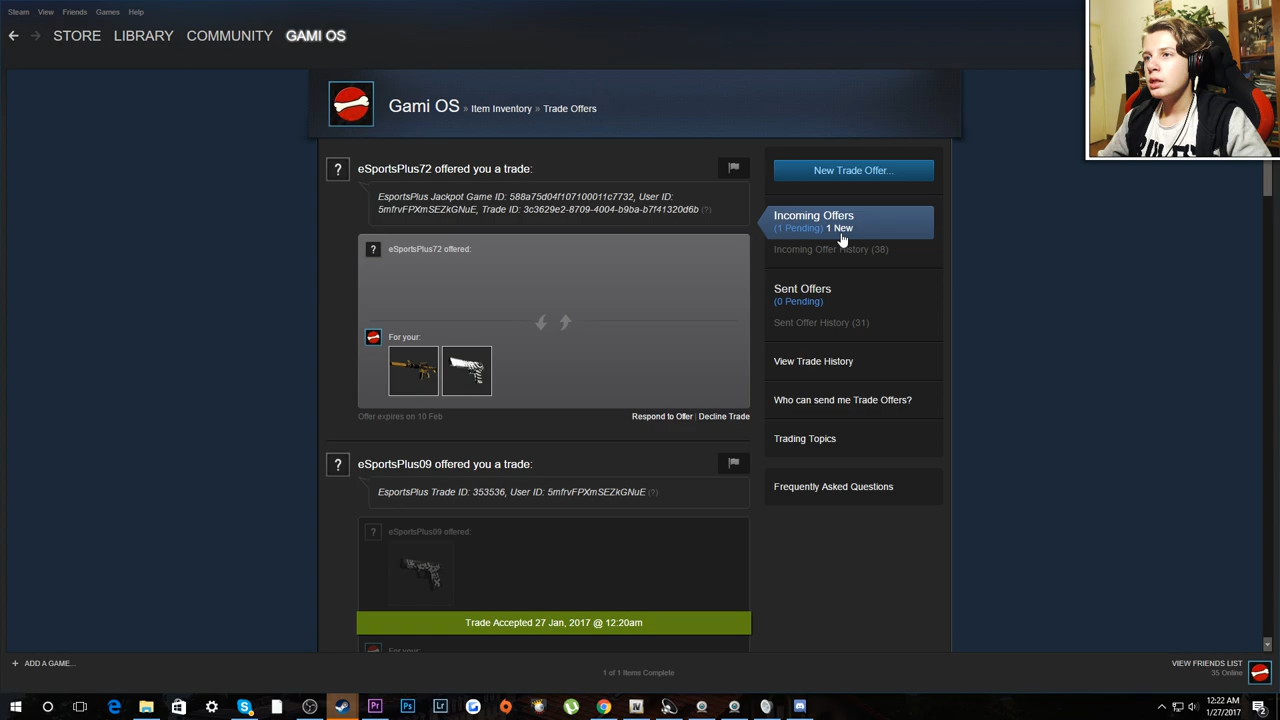 Steam View Friends Games Help
STORE LIBRARY COMMUNITY GAMI OS
Gami OS » Item Inventory » Trade Offers
? eSportsPlus72 offered you a trade:
EsportsPlus Jackpot Game ID: 588a75d04f107100011c7732, User ID:
5mfrvFPXmSEZkGNuE, Trade ID: 3c3629e2-8709-4004-b9ba-b7f41320d6b (?)
? eSportsPlus72 offered:
For your:
Offer expires on 10 Feb
Respond to Offer | Decline Trade
? eSportsPlus09 offered you a trade:
EsportsPlus Trade ID: 353536, User ID: 5mfrvFPXmSEZkGNuE (?)
? eSportsPlus09 offered:
Trade Accepted 27 Jan, 2017 @ 12:20am
For your:
New Trade Offer...
Incoming Offers
(1 Pending) 1 New
Incoming Offer History (38)
Sent Offers
(0 Pending)
Sent Offer History (31)
View Trade History
Who can send me Trade Offers?
Trading Topics
Frequently Asked Questions
+ ADD A GAME...
1 of 1 Items Complete
VIEW FRIENDS LIST
35 Online
Pr Ps Lr
12:22 AM
1/27/2017
2